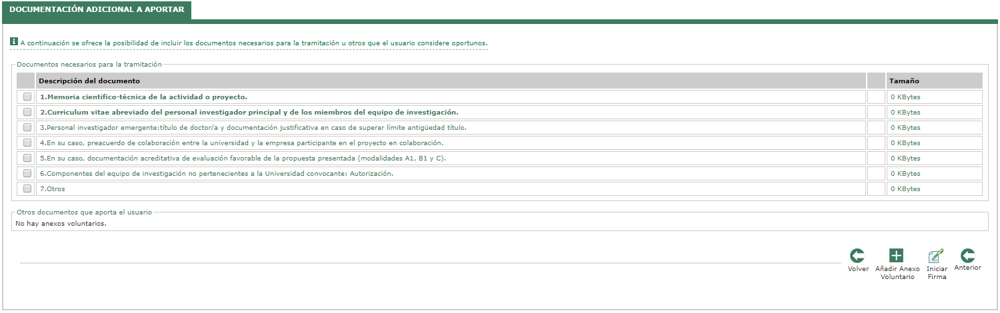 DOCUMENTACIÓN ADICIONAL A APORTAR
i A continuación se ofrece la posibilidad de incluir los documentos necesarios para la tramitación u otros que el usuario considere oportunos.
Documentos necesarios para la tramitación
Descripción del documento Tamaño
1.Memoria cientifico-técnica de la actividad o proyecto. 0 KBytes
2.Curriculum vitae abreviado del personal investigador principal y de los miembros del equipo de investigación. 0 KBytes
3.Personal investigador emergente:título de doctor/a y documentación justificativa en caso de superar límite antigüedad título. 0 KBytes
4.En su caso, preacuerdo de colaboración entre la universidad y la empresa participante en el proyecto en colaboración. 0 KBytes
5.En su caso, documentación acreditativa de evaluación favorable de la propuesta presentada (modalidades A1, B1 y C). 0 KBytes
6.Componentes del equipo de investigación no pertenecientes a la Universidad convocante: Autorización. 0 KBytes
7.Otros 0 KBytes
Otros documentos que aporta el usuario
No hay anexos voluntarios.
Volver Añadir Anexo Iniciar Anterior
Voluntario Firma